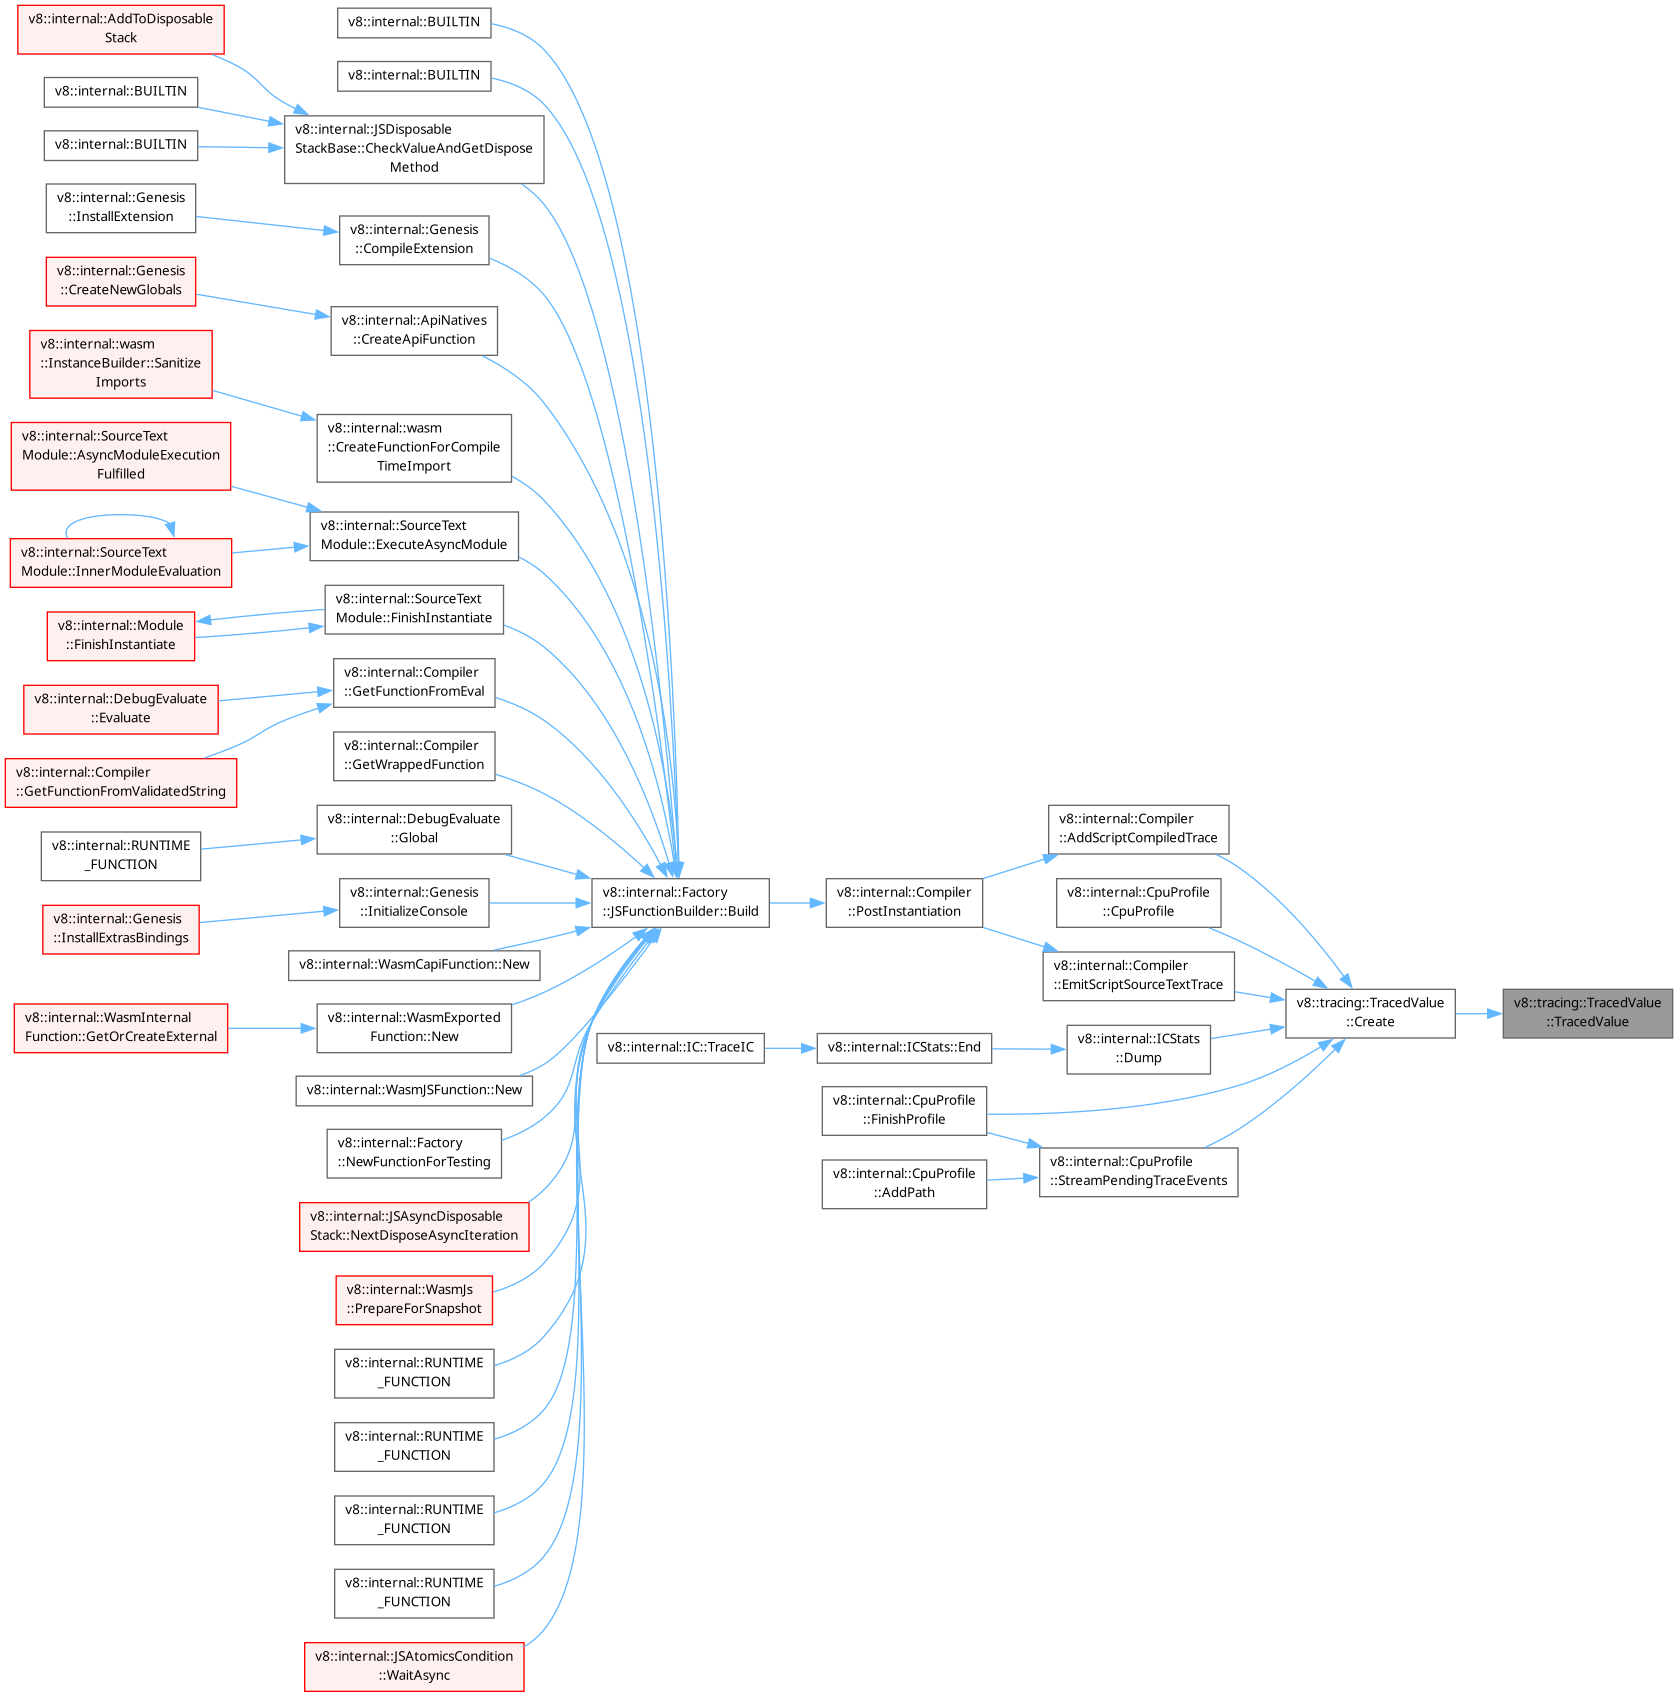 v8::internal::AddToDisposable
Stack
v8::internal::BUILTIN
v8::internal::BUILTIN
v8::internal::Genesis
::InstallExtension
v8::internal::Genesis
::CreateNewGlobals
v8::internal::wasm
::InstanceBuilder::Sanitize
Imports
v8::internal::SourceText
Module::AsyncModuleExecution
Fulfilled
v8::internal::SourceText
Module::InnerModuleEvaluation
v8::internal::Module
::FinishInstantiate
v8::internal::DebugEvaluate
::Evaluate
v8::internal::Compiler
::GetFunctionFromValidatedString
v8::internal::RUNTIME
_FUNCTION
v8::internal::Genesis
::InstallExtrasBindings
v8::internal::WasmInternal
Function::GetOrCreateExternal
v8::internal::BUILTIN
v8::internal::BUILTIN
v8::internal::JSDisposable
StackBase::CheckValueAndGetDispose
Method
v8::internal::Genesis
::CompileExtension
v8::internal::ApiNatives
::CreateApiFunction
v8::internal::wasm
::CreateFunctionForCompile
TimeImport
v8::internal::SourceText
Module::ExecuteAsyncModule
v8::internal::SourceText
Module::FinishInstantiate
v8::internal::Compiler
::GetFunctionFromEval
v8::internal::Compiler
::GetWrappedFunction
v8::internal::DebugEvaluate
::Global
v8::internal::Genesis
::InitializeConsole
v8::internal::WasmCapiFunction::New
v8::internal::WasmExported
Function::New
v8::internal::WasmJSFunction::New
v8::internal::Factory
::NewFunctionForTesting
v8::internal::JSAsyncDisposable
Stack::NextDisposeAsyncIteration
v8::internal::WasmJs
::PrepareForSnapshot
v8::internal::RUNTIME
_FUNCTION
v8::internal::RUNTIME
_FUNCTION
v8::internal::RUNTIME
_FUNCTION
v8::internal::RUNTIME
_FUNCTION
v8::internal::JSAtomicsCondition
::WaitAsync
v8::internal::Factory
::JSFunctionBuilder::Build
v8::internal::IC::TraceIC
v8::internal::Compiler
::PostInstantiation
v8::internal::ICStats::End
v8::internal::CpuProfile
::FinishProfile
v8::internal::CpuProfile
::AddPath
v8::internal::Compiler
::AddScriptCompiledTrace
v8::internal::CpuProfile
::CpuProfile
v8::internal::Compiler
::EmitScriptSourceTextTrace
v8::internal::ICStats
::Dump
v8::internal::CpuProfile
::StreamPendingTraceEvents
v8::tracing::TracedValue
::Create
v8::tracing::TracedValue
::TracedValue